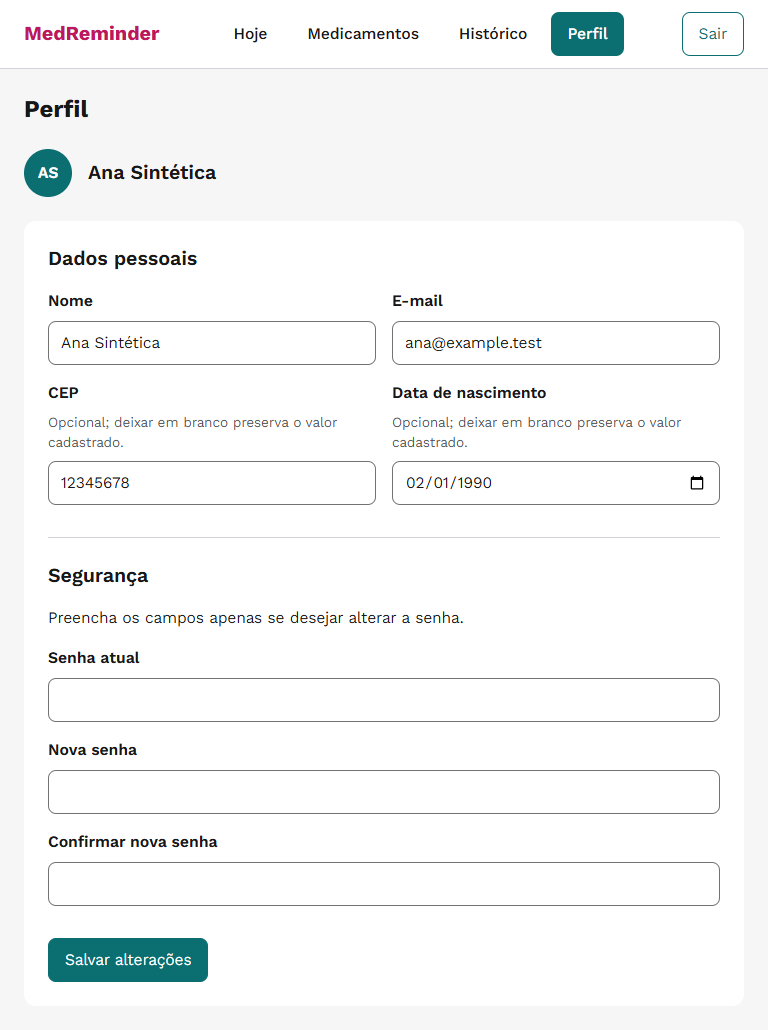 MedReminder
Hoje
Medicamentos
Histórico
Perfil
Sair
Perfil
AS
Ana Sintética
Dados pessoais
Nome
E-mail
Ana Sintética
ana@example.test
CEP
Data de nascimento
Opcional; deixar em branco preserva o valor
cadastrado.
Opcional; deixar em branco preserva o valor
cadastrado.
12345678
02/01/1990
Segurança
Preencha os campos apenas se desejar alterar a senha.
Senha atual
Nova senha
Confirmar nova senha
Salvar alterações